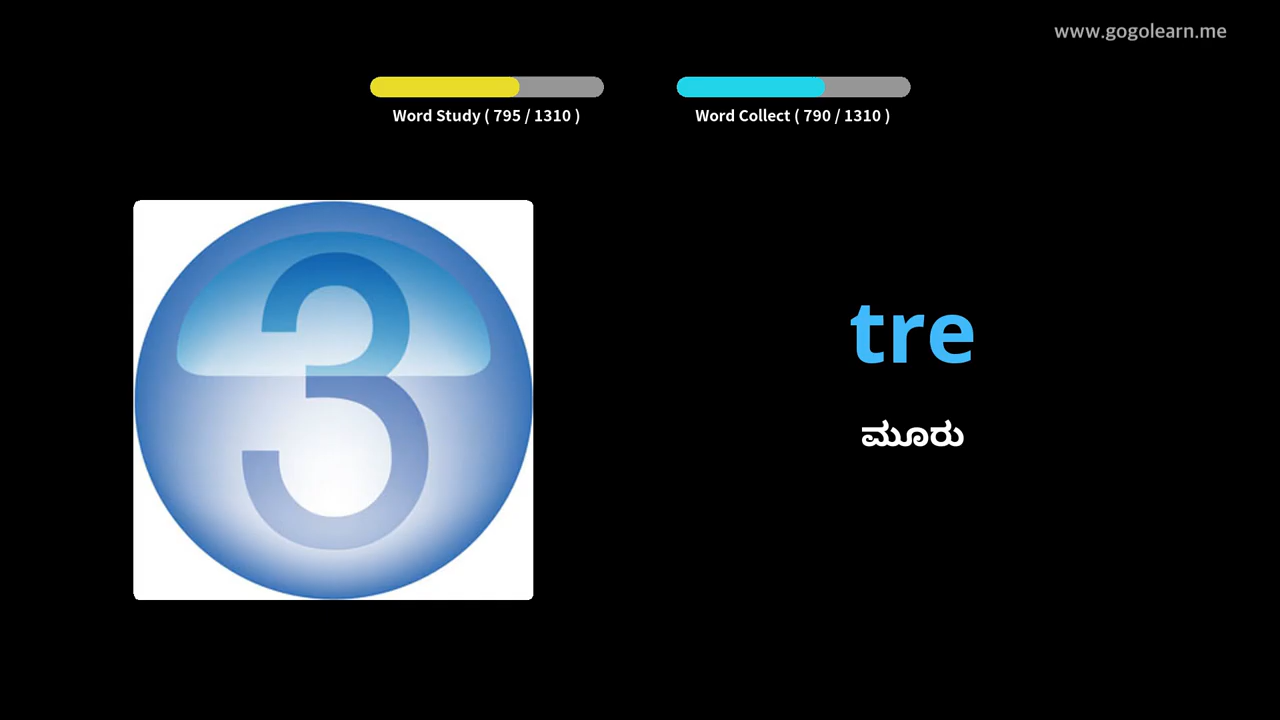 www.gogolearn.me
Word Study ( 795 / 1310 )
Word Collect ( 790 / 1310 )
3
tre
ಮೂರು